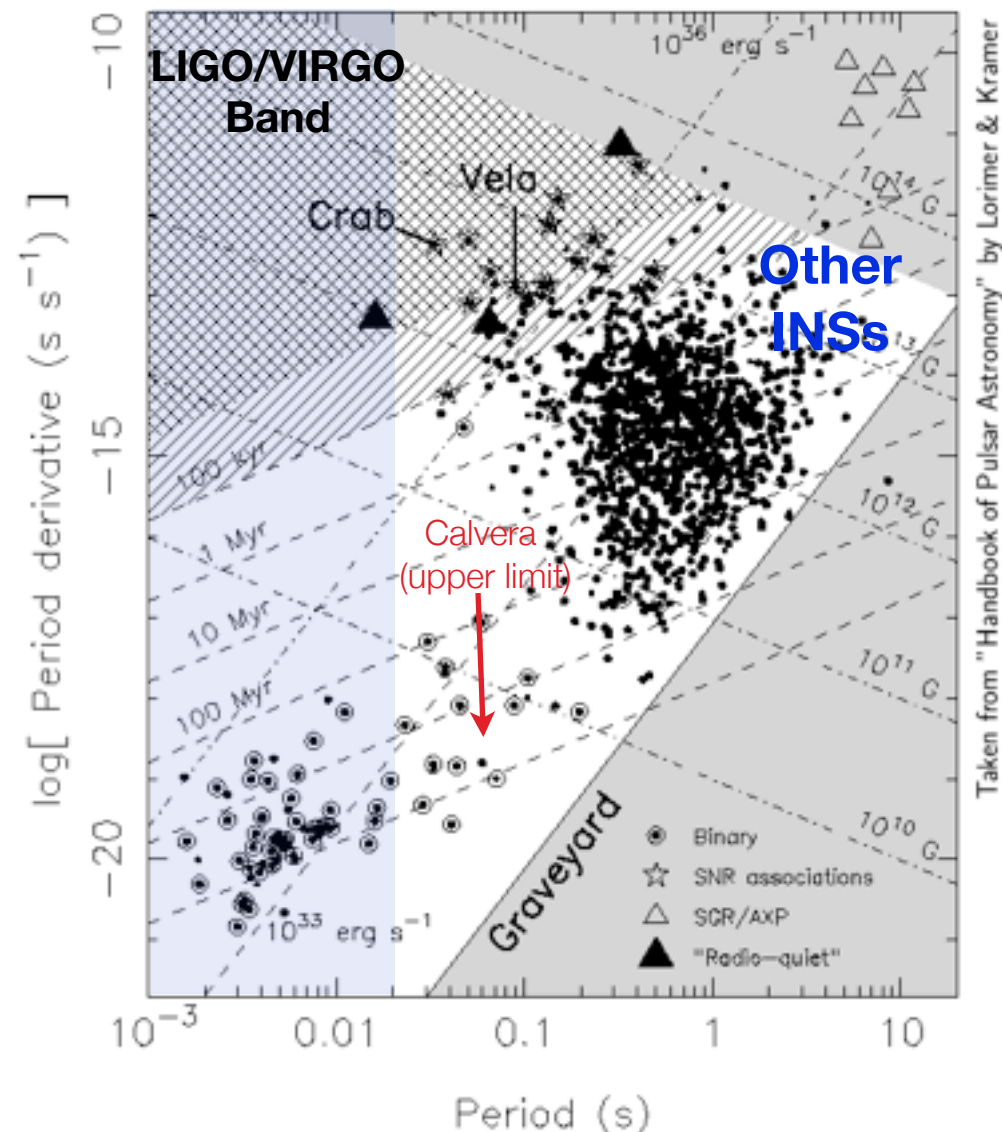 LIGO/VIRGO
Band
10^36 erg s^-1
Vela
Crab
10^14 G
Other
INSs
13 G
100 kyr
1 Myr
10 Myr
100 Myr
Calvera
(upper limit)
10^12 G
10^11 G
10^10 G
10^33 erg s^-1
Graveyard
Binary
SNR associations
SGR/AXP
"Radio-quiet"
-10
-15
-20
log[ Period derivative (s s^-1) ]
10^-3 0.01 0.1 1 10
Period (s)
Taken from "Handbook of Pulsar Astronomy" by Lorimer & Kramer